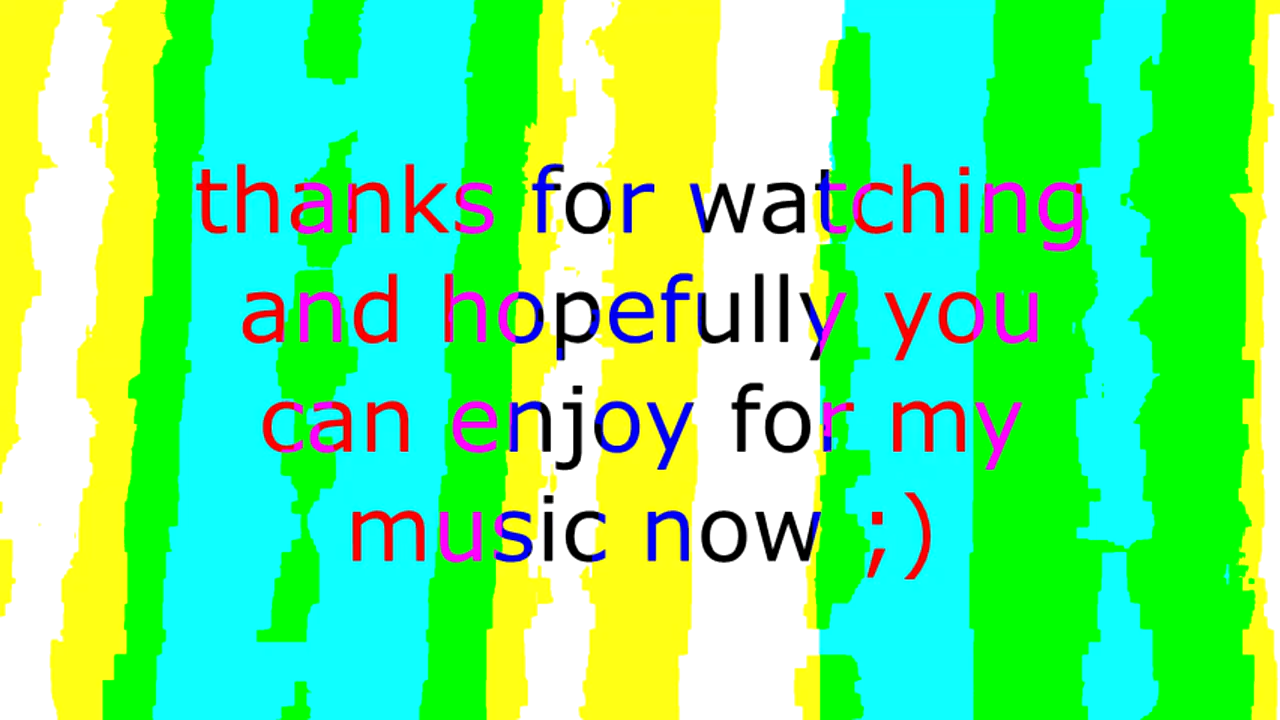 thanks for watching
and hopefully you
can enjoy for my
music now ;)